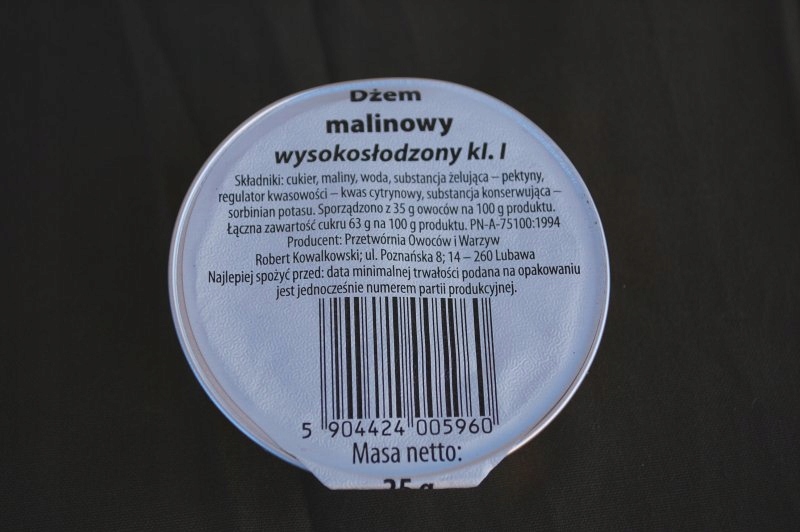 Dżem
malinowy
wysokosłodzony kl. I
Składniki: cukier, maliny, woda, substancja żelująca – pektyny,
regulator kwasowości – kwas cytrynowy, substancja konserwująca –
sorbinian potasu. Sporządzono z 35 g owoców na 100 g produktu.
Łączna zawartość cukru 63 g na 100 g produktu. PN-A-75100:1994
Producent: Przetwórnia Owoców i Warzyw
Robert Kowalkowski; ul. Poznańska 8; 14 – 260 Lubawa
Najlepiej spożyć przed: data minimalnej trwałości podana na opakowaniu
jest jednocześnie numerem partii produkcyjnej.
5 904424 005960
Masa netto:
25 g